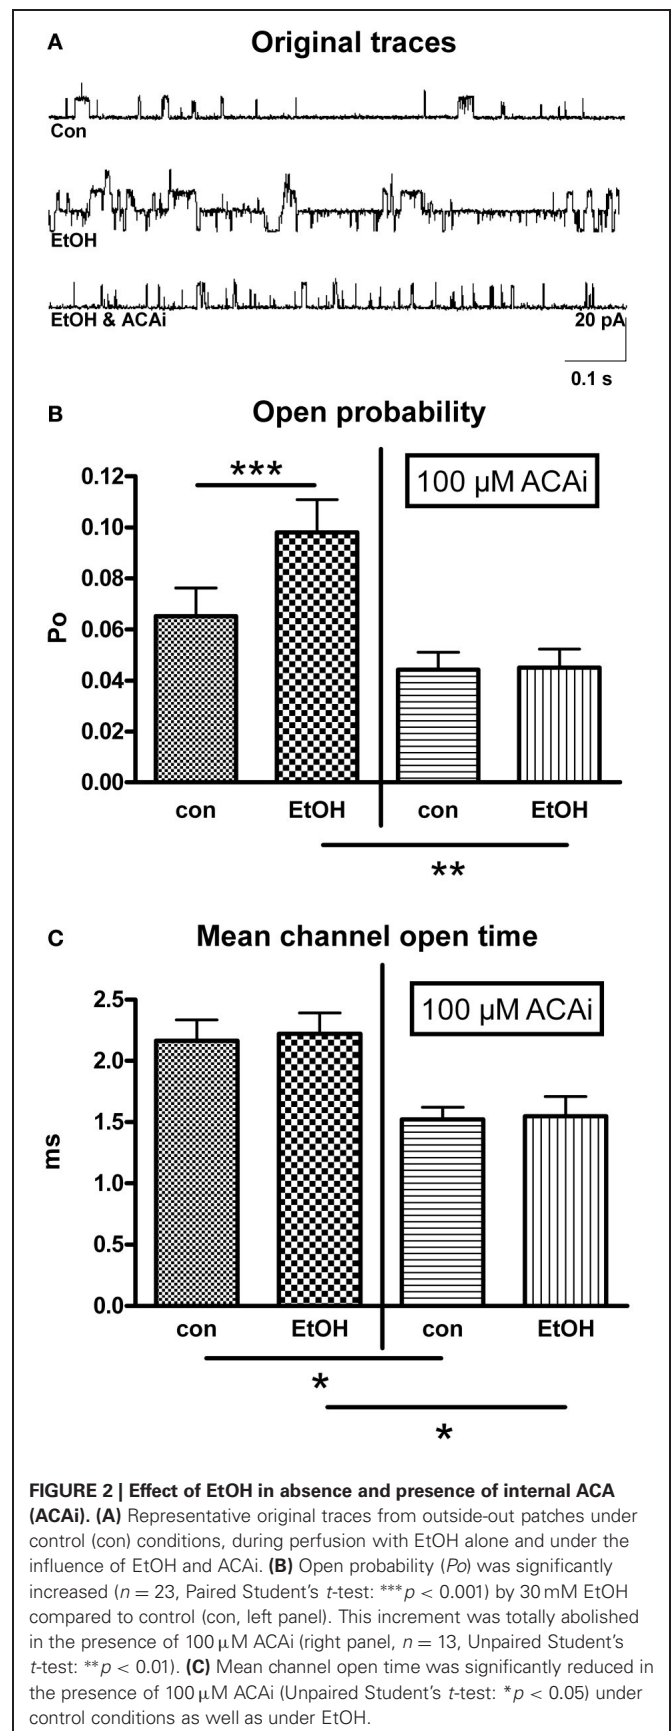 A Original traces
Con
EtOH
EtOH & ACAi
20 pA
0.1 s
B Open probability
***
100 µM ACAi
0.12
0.10
0.08
0.06
0.04
0.02
0.00
Po
con EtOH con EtOH
**
C Mean channel open time
100 µM ACAi
2.5
2.0
1.5
1.0
0.5
0.0
ms
con EtOH con EtOH
*
*
FIGURE 2 | Effect of EtOH in absence and presence of internal ACA
(ACAi). (A) Representative original traces from outside-out patches under
control (con) conditions, during perfusion with EtOH alone and under the
influence of EtOH and ACAi. (B) Open probability (Po) was significantly
increased (n = 23, Paired Student's t-test: ***p < 0.001) by 30 mM EtOH
compared to control (con, left panel). This increment was totally abolished
in the presence of 100 µM ACAi (right panel, n = 13, Unpaired Student's
t-test: **p < 0.01). (C) Mean channel open time was significantly reduced in
the presence of 100 µM ACAi (Unpaired Student's t-test: *p < 0.05) under
control conditions as well as under EtOH.